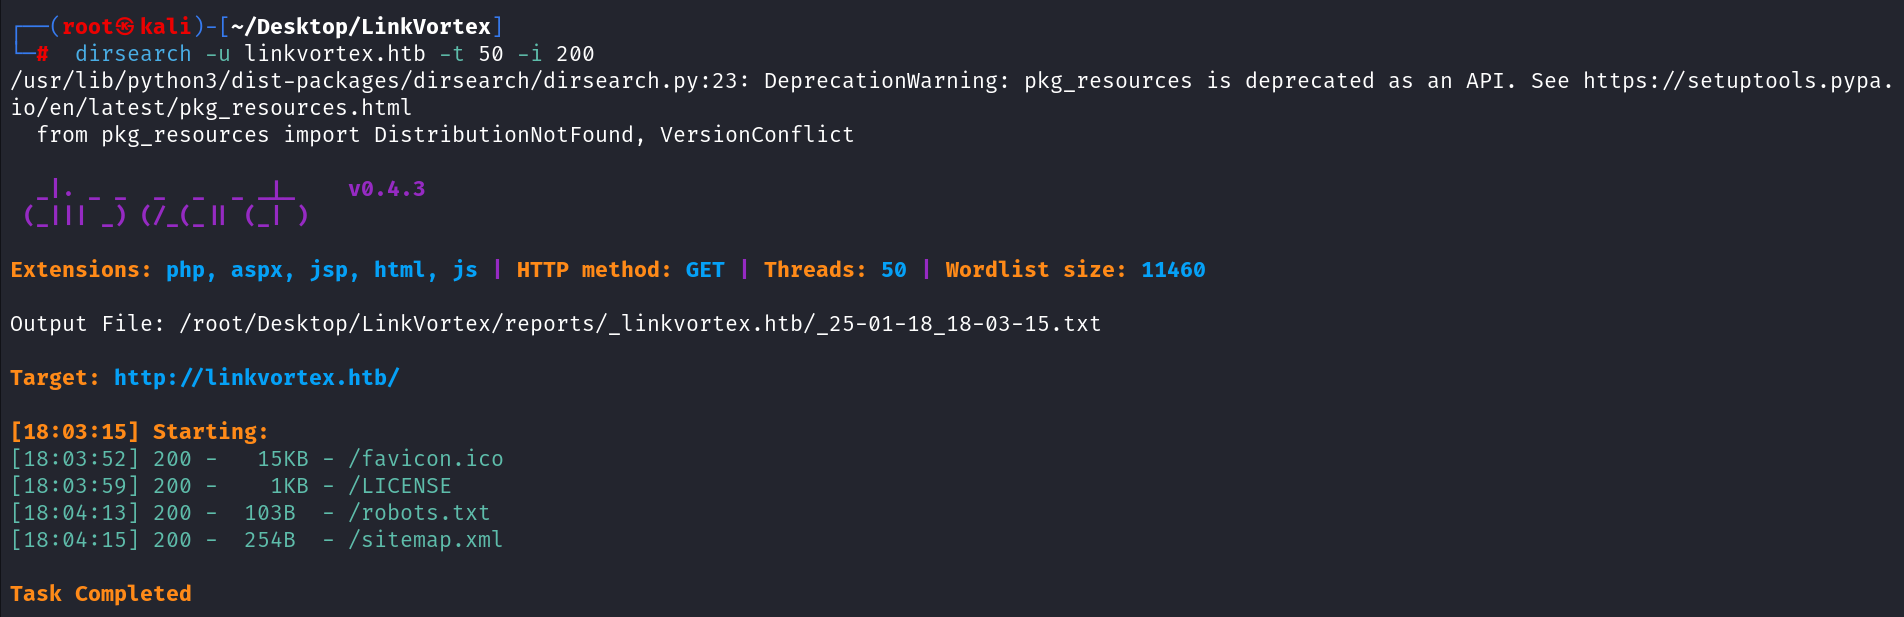 ┌──(root㉿kali)-[~/Desktop/LinkVortex]
└─# dirsearch -u linkvortex.htb -t 50 -i 200
/usr/lib/python3/dist-packages/dirsearch/dirsearch.py:23: DeprecationWarning: pkg_resources is deprecated as an API. See https://setuptools.pypa.
io/en/latest/pkg_resources.html
  from pkg_resources import DistributionNotFound, VersionConflict
  _|. _ _  _  _  _ _|_    v0.4.3
 (_||| _) (/_(_|| (_| )
Extensions: php, aspx, jsp, html, js | HTTP method: GET | Threads: 50 | Wordlist size: 11460
Output File: /root/Desktop/LinkVortex/reports/_linkvortex.htb/_25-01-18_18-03-15.txt
Target: http://linkvortex.htb/
[18:03:15] Starting:
[18:03:52] 200 -   15KB - /favicon.ico
[18:03:59] 200 -    1KB - /LICENSE
[18:04:13] 200 -  103B  - /robots.txt
[18:04:15] 200 -  254B  - /sitemap.xml
Task Completed